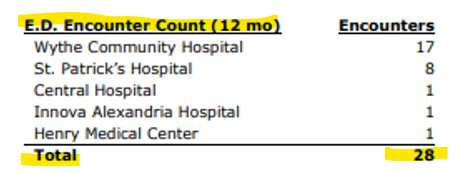 E.D. Encounter Count (12 mo) Encounters
Wythe Community Hospital 17
St. Patrick's Hospital 8
Central Hospital 1
Innova Alexandria Hospital 1
Henry Medical Center 1
Total 28